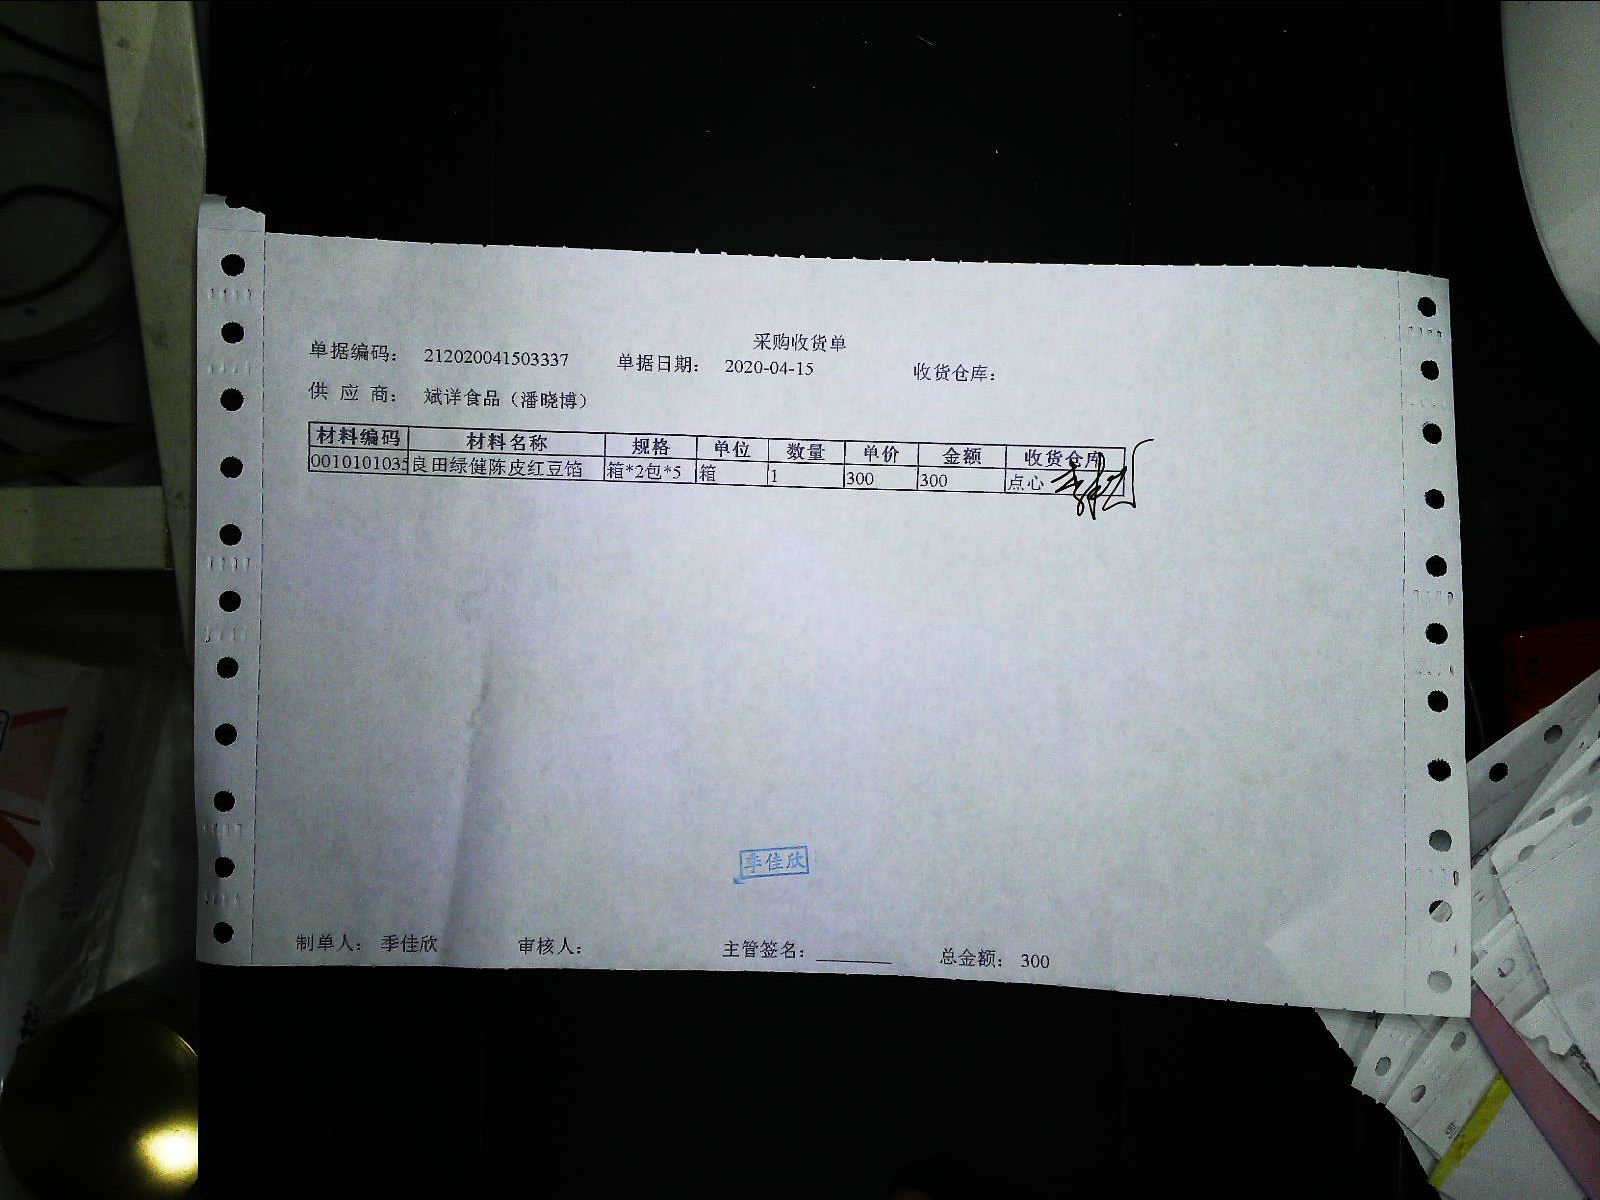 采购收货单
单据编码： 212020041503337 单据日期： 2020-04-15 收货仓库：
供 应 商： 斌详食品（潘晓博）
材料编码 材料名称 规格 单位 数量 单价 金额 收货仓库
0010101035 良田绿健陈皮红豆馅 箱*2包*5 箱 1 300 300 点心
季佳欣
制单人： 季佳欣 审核人： 主管签名： 总金额： 300